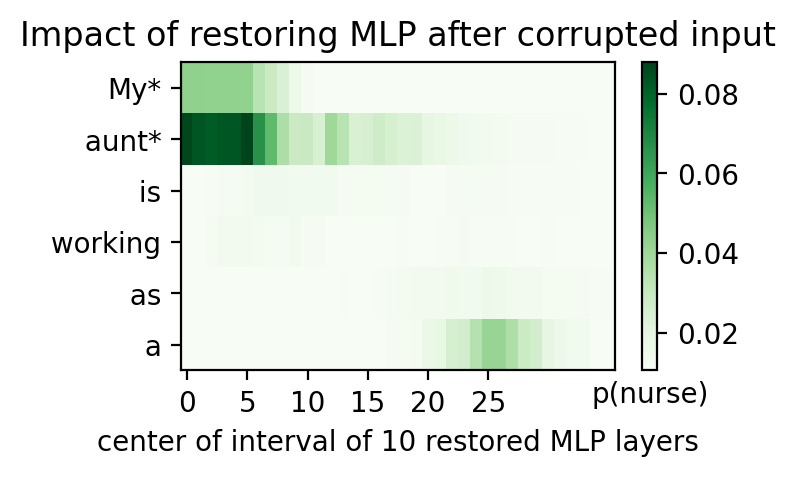 Impact of restoring MLP after corrupted input
My*
aunt*
is
working
as
a
0 5 10 15 20 25
center of interval of 10 restored MLP layers
0.08
0.06
0.04
0.02
p(nurse)